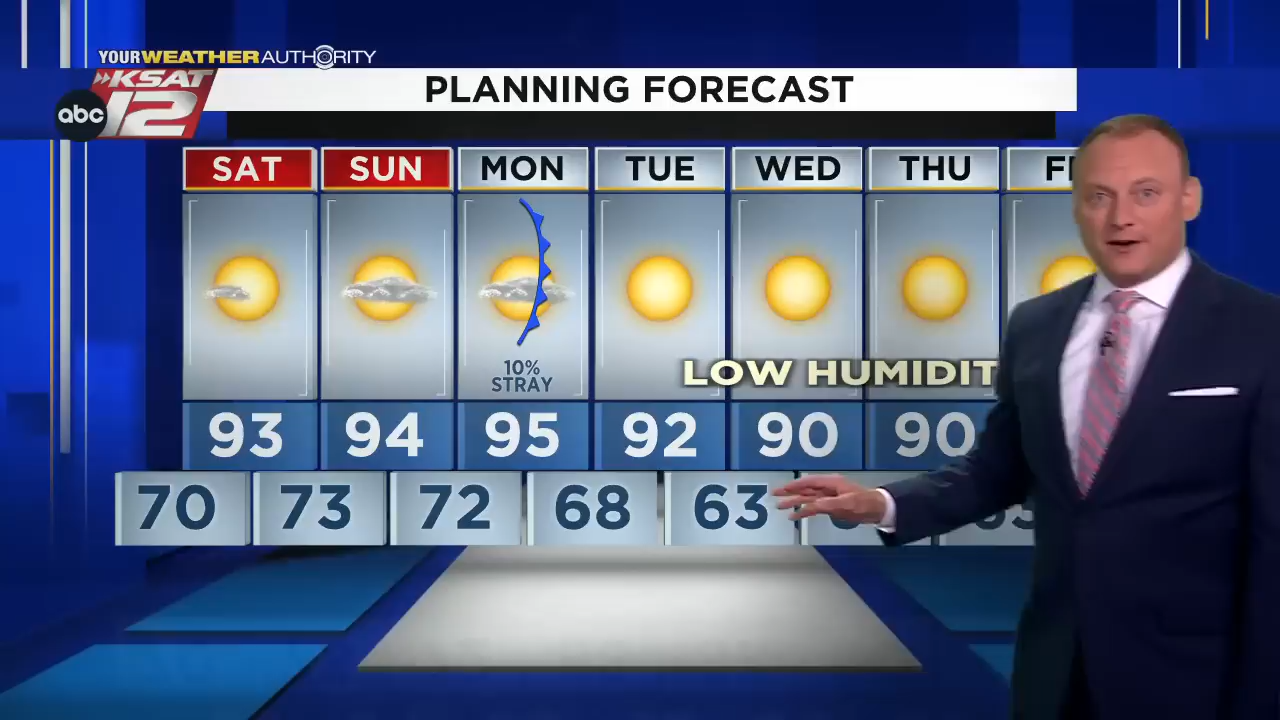 YOURWEATHERAUTHORITY
KSAT
abc 12
PLANNING FORECAST
SAT SUN MON TUE WED THU
10%
STRAY
LOW HUMIDIT
93 94 95 92 90 90
70 73 72 68 63